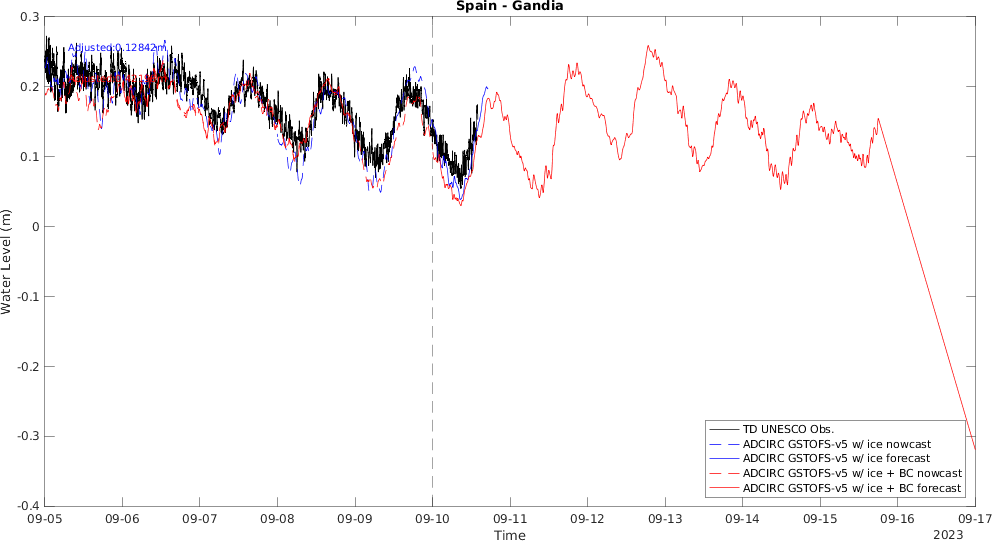 Spain - Gandia
0.3
0.2
0.1
0
-0.1
-0.2
-0.3
-0.4
Water Level (m)
Adjusted:0.12842m
TD UNESCO Obs.
ADCIRC GSTOFS-v5 w/ ice nowcast
ADCIRC GSTOFS-v5 w/ ice forecast
ADCIRC GSTOFS-v5 w/ ice + BC nowcast
ADCIRC GSTOFS-v5 w/ ice + BC forecast
09-05 09-06 09-07 09-08 09-09 09-10 09-11 09-12 09-13 09-14 09-15 09-16 09-17
Time
2023